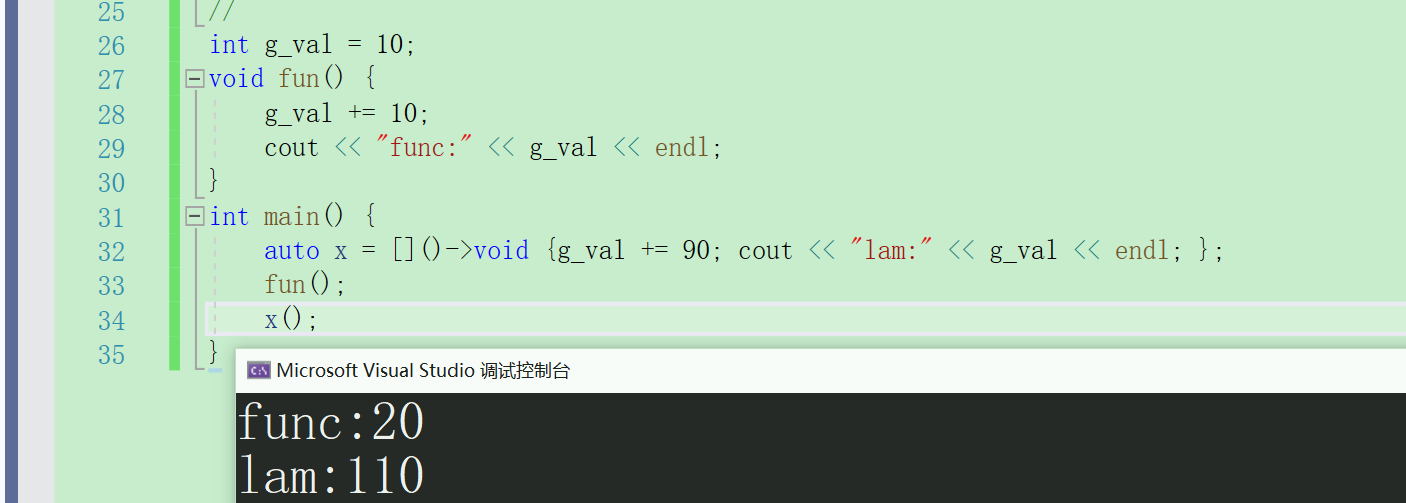 25 //
26 int g_val = 10;
27 void fun() {
28 g_val += 10;
29 cout << "func:" << g_val << endl;
30 }
31 int main() {
32 auto x = []()->void {g_val += 90; cout << "lam:" << g_val << endl; };
33 fun();
34 x();
35 }
C:\ Microsoft Visual Studio 调试控制台
func:20
lam:110